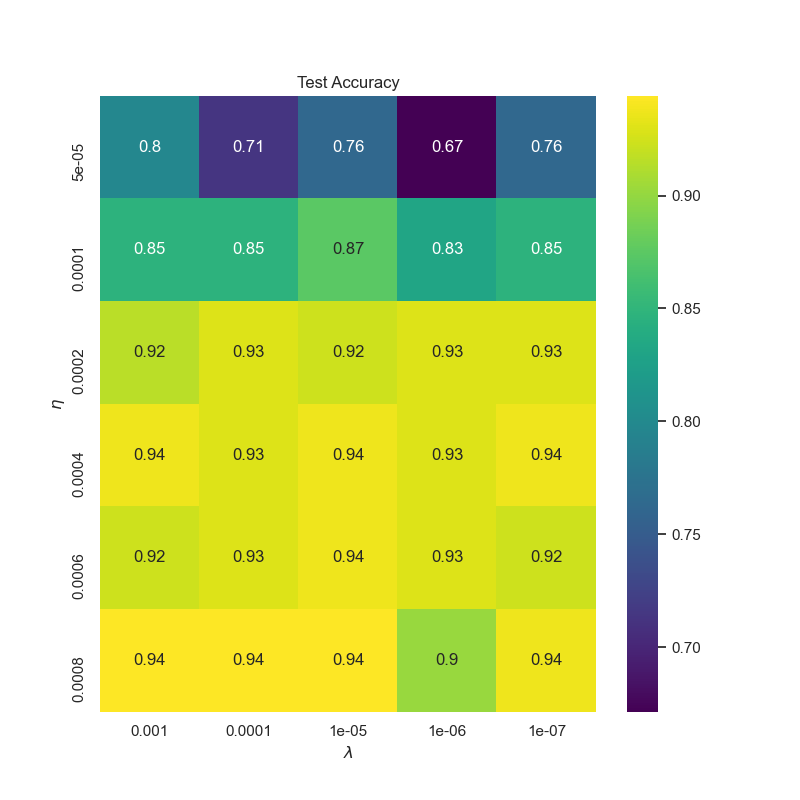 Test Accuracy
5e-05 0.8 0.71 0.76 0.67 0.76
0.0001 0.85 0.85 0.87 0.83 0.85
0.0002 0.92 0.93 0.92 0.93 0.93
0.0004 0.94 0.93 0.94 0.93 0.94
0.0006 0.92 0.93 0.94 0.93 0.92
0.0008 0.94 0.94 0.94 0.9 0.94
0.001 0.0001 1e-05 1e-06 1e-07
λ
η
0.90
0.85
0.80
0.75
0.70